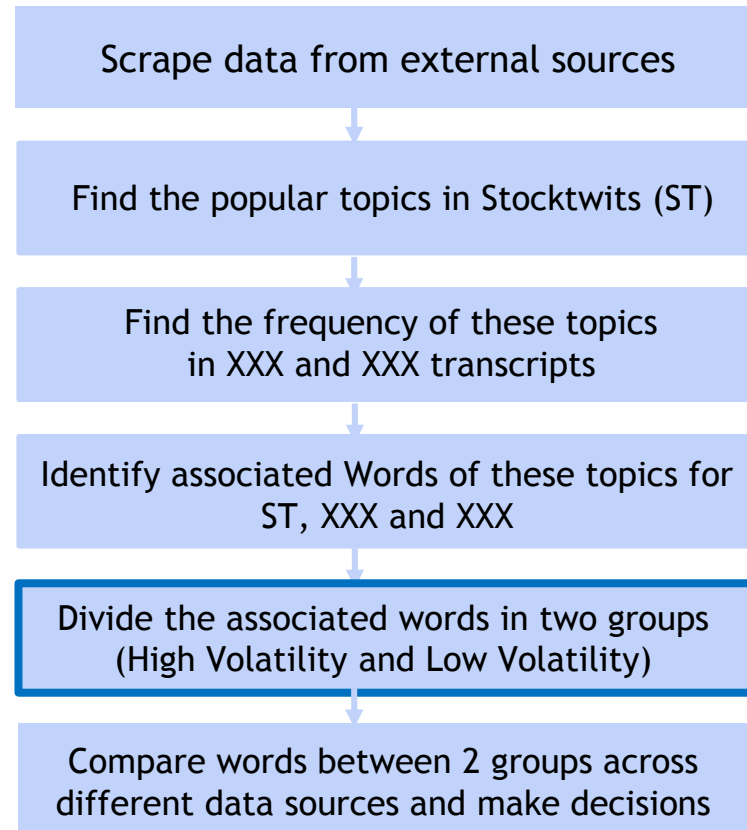 Scrape data from external sources
Find the popular topics in Stocktwits (ST)
Find the frequency of these topics
in XXX and XXX transcripts
Identify associated Words of these topics for
ST, XXX and XXX
Divide the associated words in two groups
(High Volatility and Low Volatility)
Compare words between 2 groups across
different data sources and make decisions